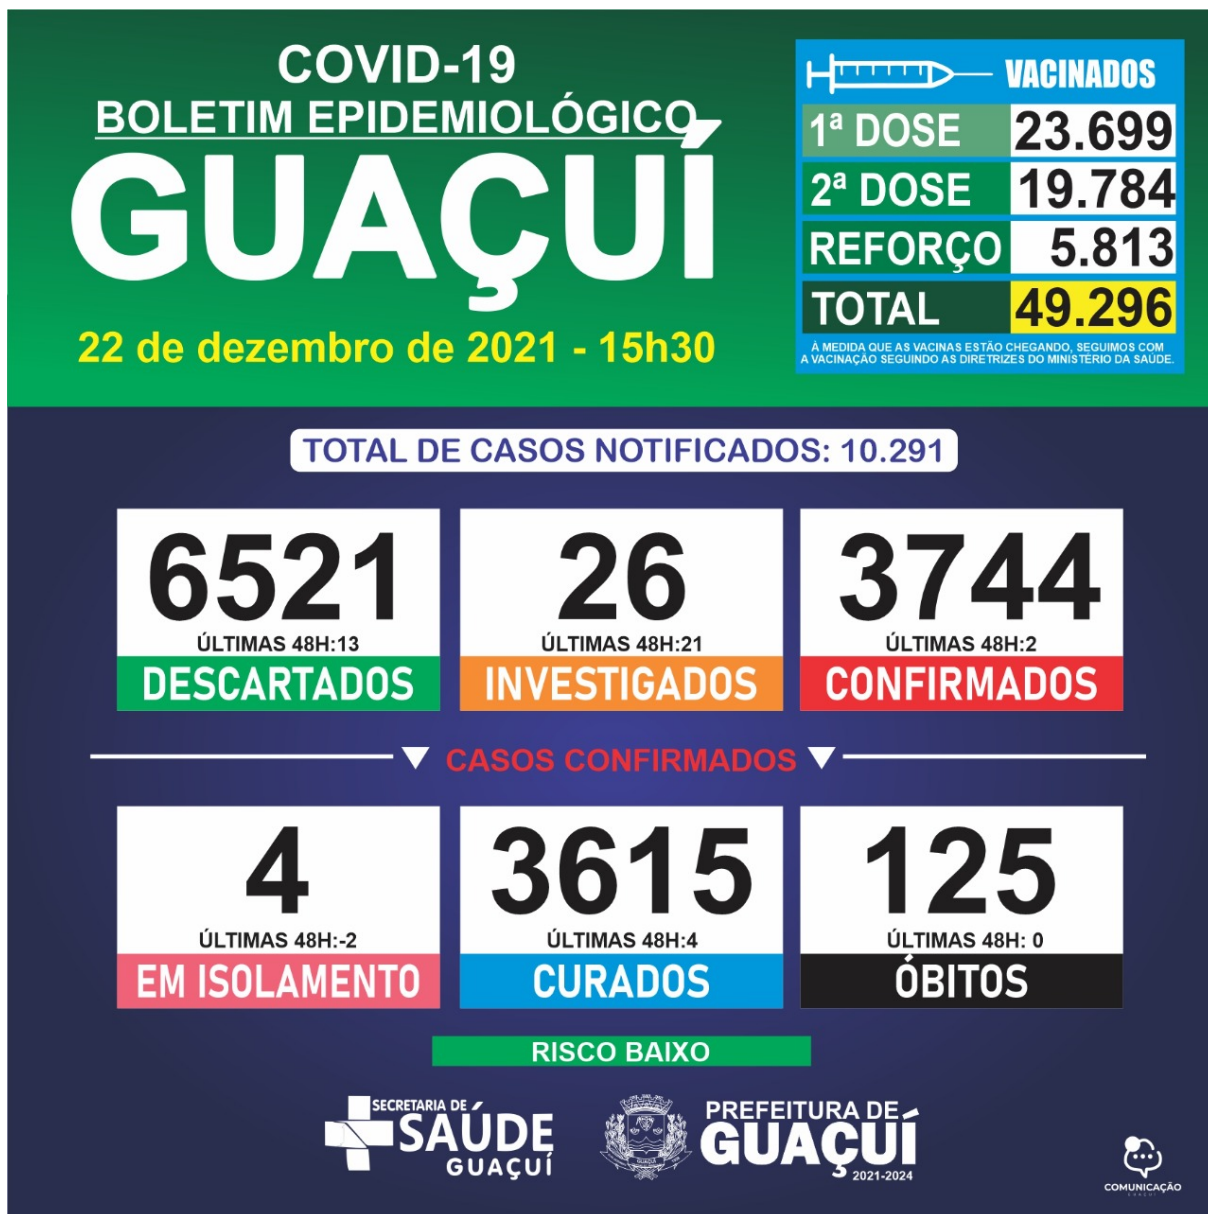 COVID-19
BOLETIM EPIDEMIOLÓGICO
GUAÇUÍ
22 de dezembro de 2021 - 15h30
VACINADOS
1ª DOSE 23.699
2ª DOSE 19.784
REFORÇO 5.813
TOTAL 49.296
À MEDIDA QUE AS VACINAS ESTÃO CHEGANDO, SEGUIMOS COM
A VACINAÇÃO SEGUINDO AS DIRETRIZES DO MINISTÉRIO DA SAÚDE.
TOTAL DE CASOS NOTIFICADOS: 10.291
6521
ÚLTIMAS 48H:13
DESCARTADOS
26
ÚLTIMAS 48H:21
INVESTIGADOS
3744
ÚLTIMAS 48H:2
CONFIRMADOS
CASOS CONFIRMADOS
4
ÚLTIMAS 48H:-2
EM ISOLAMENTO
3615
ÚLTIMAS 48H:4
CURADOS
125
ÚLTIMAS 48H: 0
ÓBITOS
RISCO BAIXO
SECRETARIA DE
SAÚDE
GUAÇUÍ
PREFEITURA DE
GUAÇUÍ
2021-2024
COMUNICAÇÃO
GUAÇUÍ